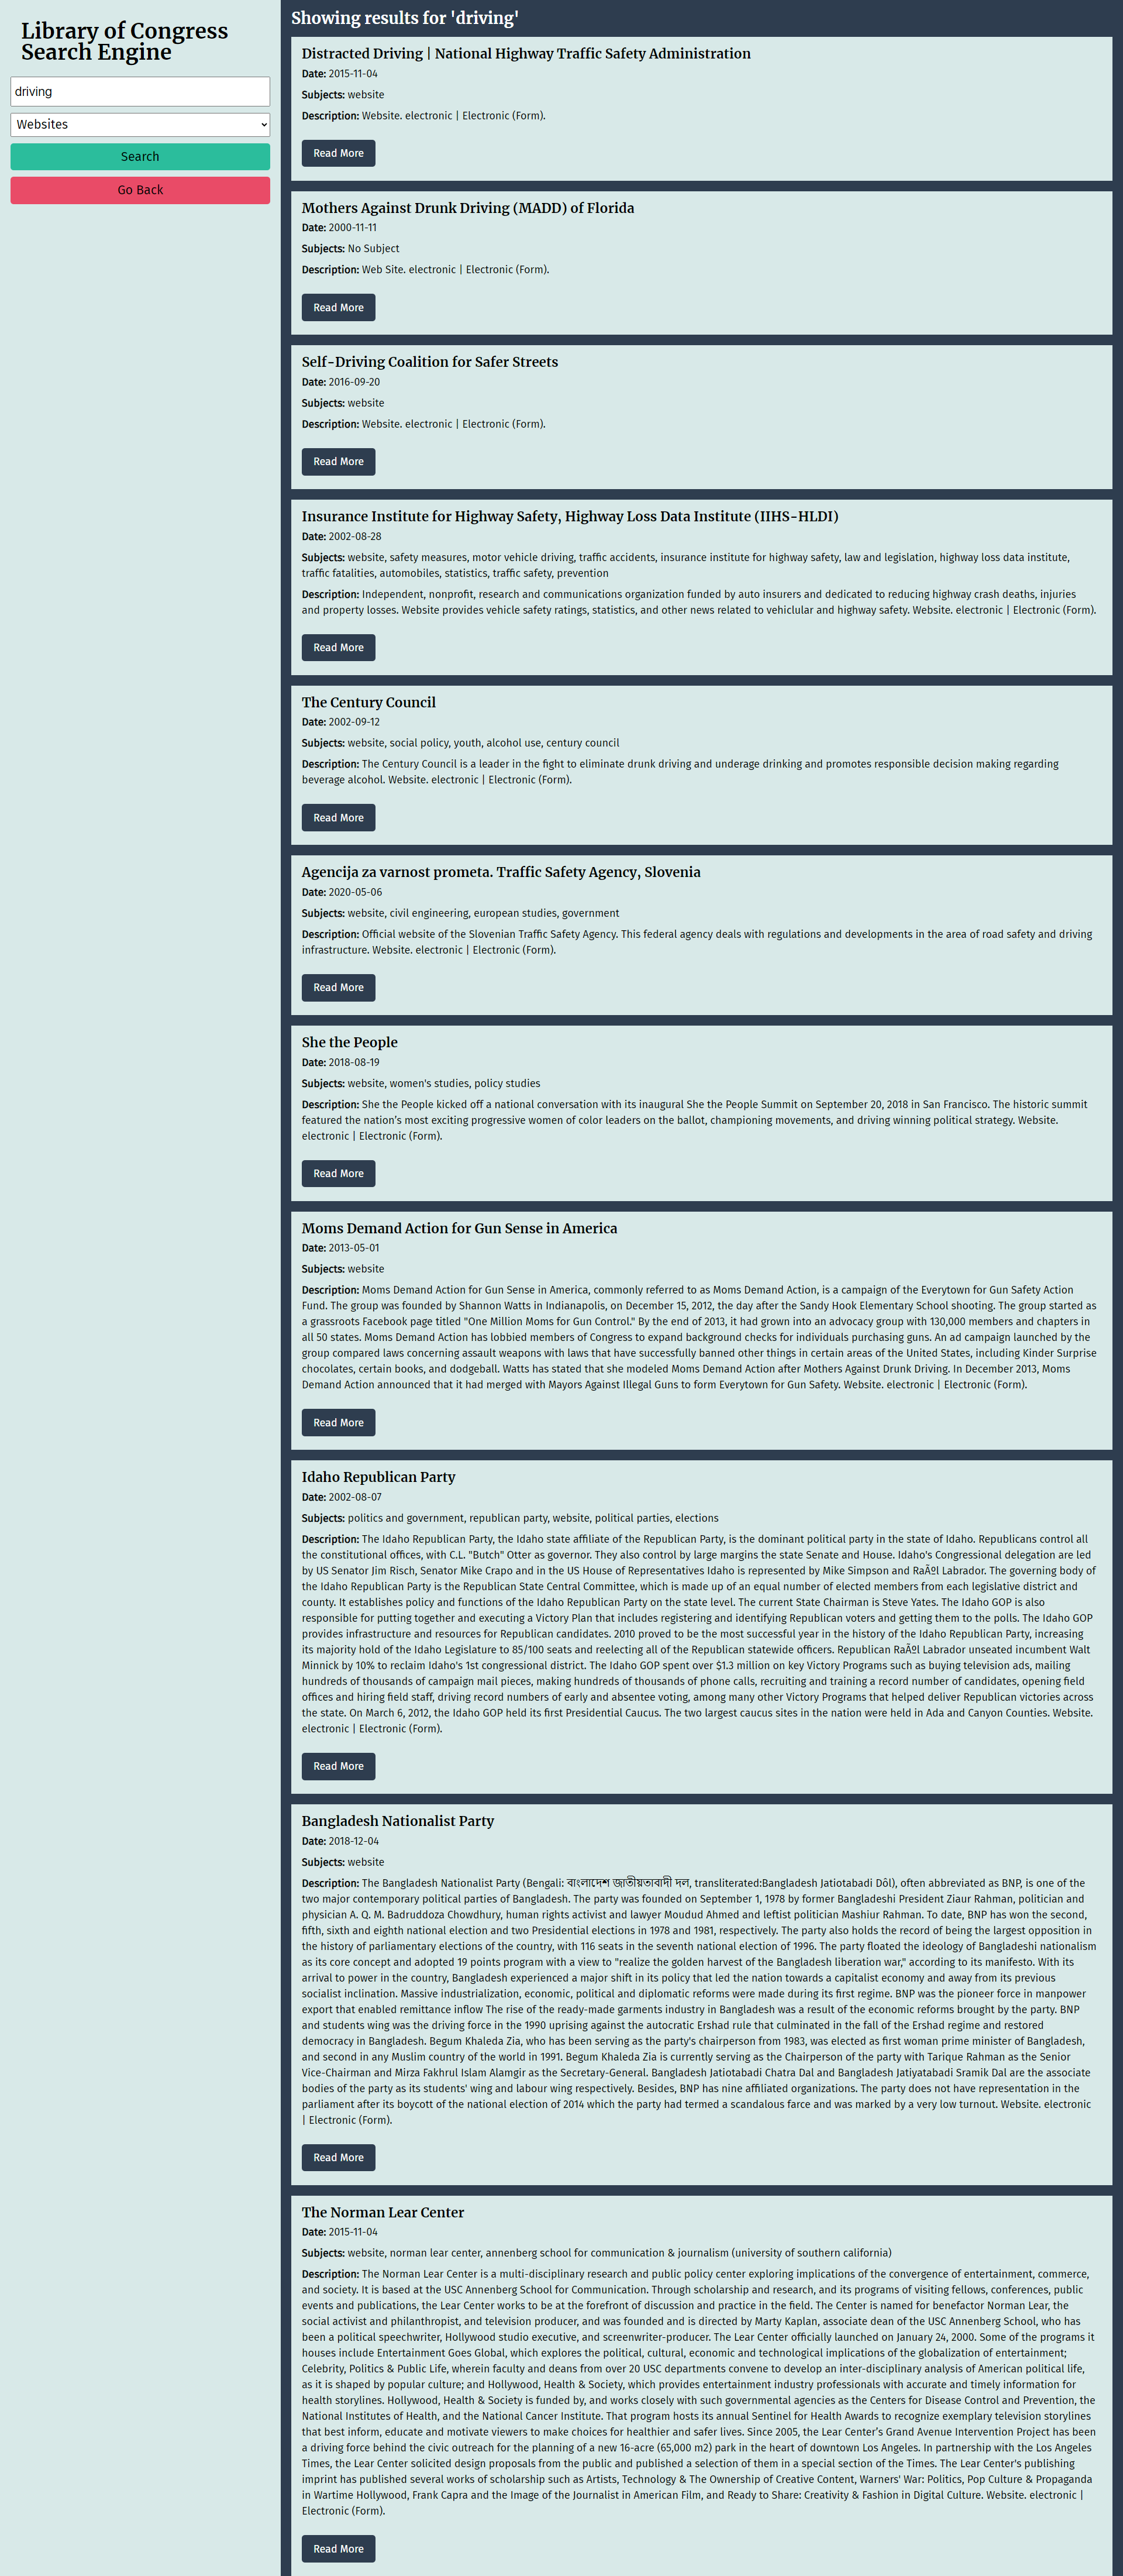 Library of Congress
Search Engine
driving
Websites
Search
Go Back
Showing results for 'driving'
Distracted Driving | National Highway Traffic Safety Administration
Date: 2015-11-04
Subjects: website
Description: Website. electronic | Electronic (Form).
Read More
Mothers Against Drunk Driving (MADD) of Florida
Date: 2000-11-11
Subjects: No Subject
Description: Web Site. electronic | Electronic (Form).
Read More
Self-Driving Coalition for Safer Streets
Date: 2016-09-20
Subjects: website
Description: Website. electronic | Electronic (Form).
Read More
Insurance Institute for Highway Safety, Highway Loss Data Institute (IIHS-HLDI)
Date: 2002-08-28
Subjects: website, safety measures, motor vehicle driving, traffic accidents, insurance institute for highway safety, law and legislation, highway loss data institute,
traffic fatalities, automobiles, statistics, traffic safety, prevention
Description: Independent, nonprofit, research and communications organization funded by auto insurers and dedicated to reducing highway crash deaths, injuries
and property losses. Website provides vehicle safety ratings, statistics, and other news related to vehiclular and highway safety. Website. electronic | Electronic (Form).
Read More
The Century Council
Date: 2002-09-12
Subjects: website, social policy, youth, alcohol use, century council
Description: The Century Council is a leader in the fight to eliminate drunk driving and underage drinking and promotes responsible decision making regarding
beverage alcohol. Website. electronic | Electronic (Form).
Read More
Agencija za varnost prometa. Traffic Safety Agency, Slovenia
Date: 2020-05-06
Subjects: website, civil engineering, european studies, government
Description: Official website of the Slovenian Traffic Safety Agency. This federal agency deals with regulations and developments in the area of road safety and driving
infrastructure. Website. electronic | Electronic (Form).
Read More
She the People
Date: 2018-08-19
Subjects: website, women's studies, policy studies
Description: She the People kicked off a national conversation with its inaugural She the People Summit on September 20, 2018 in San Francisco. The historic summit
featured the nation’s most exciting progressive women of color leaders on the ballot, championing movements, and driving winning political strategy. Website.
electronic | Electronic (Form).
Read More
Moms Demand Action for Gun Sense in America
Date: 2013-05-01
Subjects: website
Description: Moms Demand Action for Gun Sense in America, commonly referred to as Moms Demand Action, is a campaign of the Everytown for Gun Safety Action
Fund. The group was founded by Shannon Watts in Indianapolis, on December 15, 2012, the day after the Sandy Hook Elementary School shooting. The group started as
a grassroots Facebook page titled "One Million Moms for Gun Control." By the end of 2013, it had grown into an advocacy group with 130,000 members and chapters in
all 50 states. Moms Demand Action has lobbied members of Congress to expand background checks for individuals purchasing guns. An ad campaign launched by the
group compared laws concerning assault weapons with laws that have successfully banned other things in certain areas of the United States, including Kinder Surprise
chocolates, certain books, and dodgeball. Watts has stated that she modeled Moms Demand Action after Mothers Against Drunk Driving. In December 2013, Moms
Demand Action announced that it had merged with Mayors Against Illegal Guns to form Everytown for Gun Safety. Website. electronic | Electronic (Form).
Read More
Idaho Republican Party
Date: 2002-08-07
Subjects: politics and government, republican party, website, political parties, elections
Description: The Idaho Republican Party, the Idaho state affiliate of the Republican Party, is the dominant political party in the state of Idaho. Republicans control all
the constitutional offices, with C.L. "Butch" Otter as governor. They also control by large margins the state Senate and House. Idaho's Congressional delegation are led
by US Senator Jim Risch, Senator Mike Crapo and in the US House of Representatives Idaho is represented by Mike Simpson and RaÃºl Labrador. The governing body of
the Idaho Republican Party is the Republican State Central Committee, which is made up of an equal number of elected members from each legislative district and
county. It establishes policy and functions of the Idaho Republican Party on the state level. The current State Chairman is Steve Yates. The Idaho GOP is also
responsible for putting together and executing a Victory Plan that includes registering and identifying Republican voters and getting them to the polls. The Idaho GOP
provides infrastructure and resources for Republican candidates. 2010 proved to be the most successful year in the history of the Idaho Republican Party, increasing
its majority hold of the Idaho Legislature to 85/100 seats and reelecting all of the Republican statewide officers. Republican RaÃºl Labrador unseated incumbent Walt
Minnick by 10% to reclaim Idaho's 1st congressional district. The Idaho GOP spent over $1.3 million on key Victory Programs such as buying television ads, mailing
hundreds of thousands of campaign mail pieces, making hundreds of thousands of phone calls, recruiting and training a record number of candidates, opening field
offices and hiring field staff, driving record numbers of early and absentee voting, among many other Victory Programs that helped deliver Republican victories across
the state. On March 6, 2012, the Idaho GOP held its first Presidential Caucus. The two largest caucus sites in the nation were held in Ada and Canyon Counties. Website.
electronic | Electronic (Form).
Read More
Bangladesh Nationalist Party
Date: 2018-12-04
Subjects: website
Description: The Bangladesh Nationalist Party (Bengali: বাংলাদেশ জাতীয়তাবাদী দল, transliterated:Bangladesh Jatiotabadi Dôl), often abbreviated as BNP, is one of the
two major contemporary political parties of Bangladesh. The party was founded on September 1, 1978 by former Bangladeshi President Ziaur Rahman, politician and
physician A. Q. M. Badruddoza Chowdhury, human rights activist and lawyer Moudud Ahmed and leftist politician Mashiur Rahman. To date, BNP has won the second,
fifth, sixth and eighth national election and two Presidential elections in 1978 and 1981, respectively. The party also holds the record of being the largest opposition in
the history of parliamentary elections of the country, with 116 seats in the seventh national election of 1996. The party floated the ideology of Bangladeshi nationalism
as its core concept and adopted 19 points program with a view to "realize the golden harvest of the Bangladesh liberation war," according to its manifesto. With its
arrival to power in the country, Bangladesh experienced a major shift in its policy that led the nation towards a capitalist economy and away from its previous
socialist inclination. Massive industrialization, economic, political and diplomatic reforms were made during its first regime. BNP was the pioneer force in manpower
export that enabled remittance inflow The rise of the ready-made garments industry in Bangladesh was a result of the economic reforms brought by the party. BNP
and students wing was the driving force in the 1990 uprising against the autocratic Ershad rule that culminated in the fall of the Ershad regime and restored
democracy in Bangladesh. Begum Khaleda Zia, who has been serving as the party's chairperson from 1983, was elected as first woman prime minister of Bangladesh,
and second in any Muslim country of the world in 1991. Begum Khaleda Zia is currently serving as the Chairperson of the party with Tarique Rahman as the Senior
Vice-Chairman and Mirza Fakhrul Islam Alamgir as the Secretary-General. Bangladesh Jatiotabadi Chatra Dal and Bangladesh Jatiyatabadi Sramik Dal are the associate
bodies of the party as its students' wing and labour wing respectively. Besides, BNP has nine affiliated organizations. The party does not have representation in the
parliament after its boycott of the national election of 2014 which the party had termed a scandalous farce and was marked by a very low turnout. Website. electronic
| Electronic (Form).
Read More
The Norman Lear Center
Date: 2015-11-04
Subjects: website, norman lear center, annenberg school for communication & journalism (university of southern california)
Description: The Norman Lear Center is a multi-disciplinary research and public policy center exploring implications of the convergence of entertainment, commerce,
and society. It is based at the USC Annenberg School for Communication. Through scholarship and research, and its programs of visiting fellows, conferences, public
events and publications, the Lear Center works to be at the forefront of discussion and practice in the field. The Center is named for benefactor Norman Lear, the
social activist and philanthropist, and television producer, and was founded and is directed by Marty Kaplan, associate dean of the USC Annenberg School, who has
been a political speechwriter, Hollywood studio executive, and screenwriter-producer. The Lear Center officially launched on January 24, 2000. Some of the programs it
houses include Entertainment Goes Global, which explores the political, cultural, economic and technological implications of the globalization of entertainment;
Celebrity, Politics & Public Life, wherein faculty and deans from over 20 USC departments convene to develop an inter-disciplinary analysis of American political life,
as it is shaped by popular culture; and Hollywood, Health & Society, which provides entertainment industry professionals with accurate and timely information for
health storylines. Hollywood, Health & Society is funded by, and works closely with such governmental agencies as the Centers for Disease Control and Prevention, the
National Institutes of Health, and the National Cancer Institute. That program hosts its annual Sentinel for Health Awards to recognize exemplary television storylines
that best inform, educate and motivate viewers to make choices for healthier and safer lives. Since 2005, the Lear Center’s Grand Avenue Intervention Project has been
a driving force behind the civic outreach for the planning of a new 16-acre (65,000 m2) park in the heart of downtown Los Angeles. In partnership with the Los Angeles
Times, the Lear Center solicited design proposals from the public and published a selection of them in a special section of the Times. The Lear Center's publishing
imprint has published several works of scholarship such as Artists, Technology & The Ownership of Creative Content, Warners' War: Politics, Pop Culture & Propaganda
in Wartime Hollywood, Frank Capra and the Image of the Journalist in American Film, and Ready to Share: Creativity & Fashion in Digital Culture. Website. electronic |
Electronic (Form).
Read More